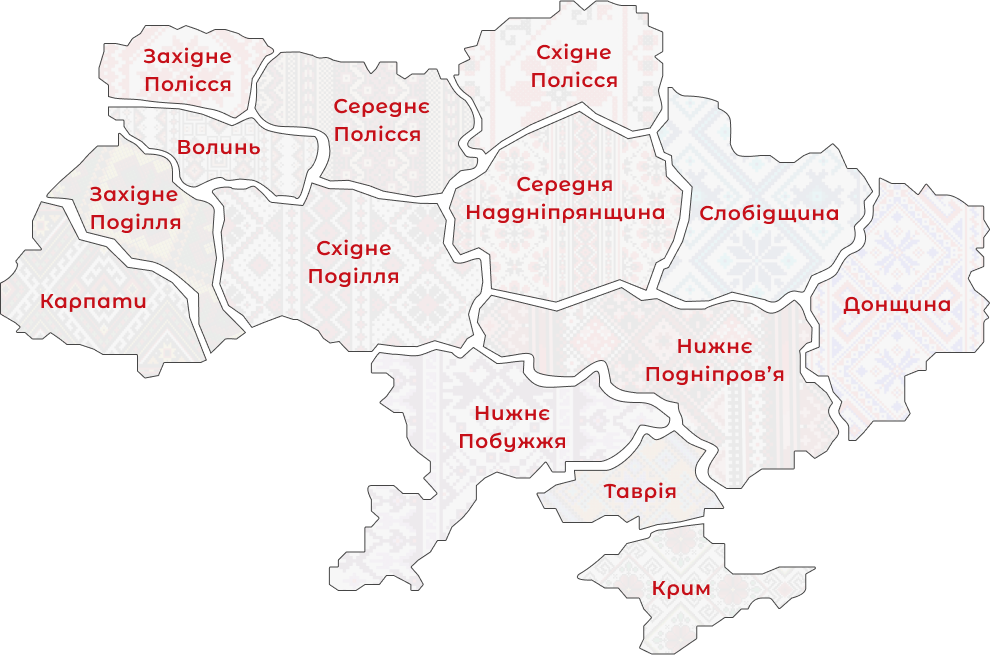 Західне
Полісся
Середнє
Полісся
Східне
Полісся
Волинь
Західне
Поділля
Східне
Поділля
Середня
Наддніпрянщина
Слобідщина
Карпати
Донщина
Нижнє
Подніпров’я
Нижнє
Побужжя
Таврія
Крим